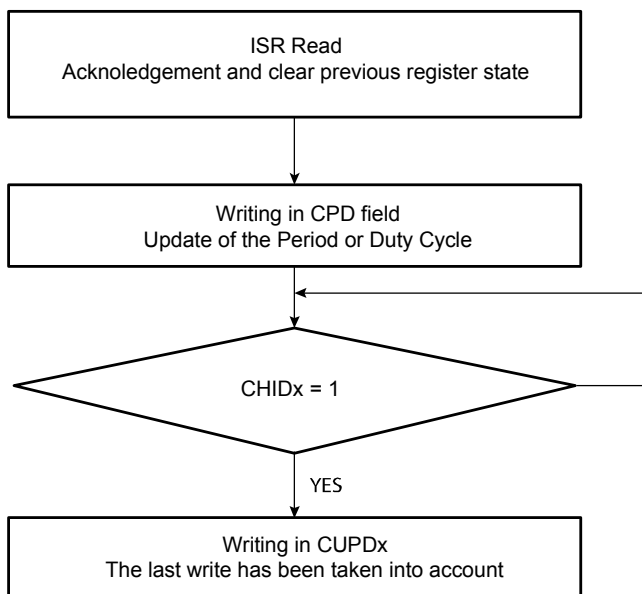 ISR Read
Acknoledgement and clear previous register state
Writing in CPD field
Update of the Period or Duty Cycle
CHIDx = 1
YES
Writing in CUPDx
The last write has been taken into account